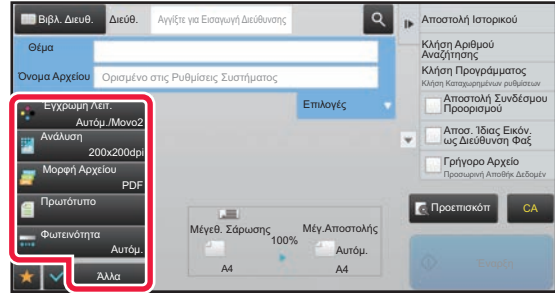 Βιβλ. Διευθ.
Διεύθ.
Αγγίξτε για Εισαγωγή Διεύθυνσης
Θέμα
Όνομα Αρχείου
Ορισμένο στις Ρυθμίσεις Συστήματος
Έγχρωμη Λειτ.
Αυτόμ./Μονο2
Επιλογές
Ανάλυση
200x200dpi
Μορφή Αρχείου
PDF
Πρωτότυπο
Φωτεινότητα
Αυτόμ.
Άλλα
Μέγεθ. Σάρωσης
100%
Μέγ.Αποστολής
Αυτόμ.
A4
A4
Αποστολή Ιστορικού
Κλήση Αριθμού
Αναζήτησης
Κλήση Προγράμματος
Κλήση Καταχωρημένων ρυθμίσεων
Αποστολή Συνδέσμου
Προορισμού
Αποσ. Ίδιας Εικόν.
ως Διεύθυνση Φαξ
Γρήγορο Αρχείο
Προσωρινή Αποθήκ Δεδομέν
Προεπισκόπ
CA
Έναρξη